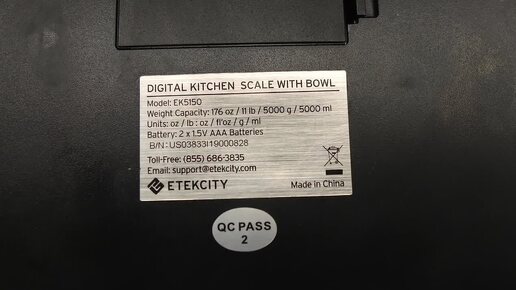 DIGITAL KITCHEN SCALE WITH BOWL
Model: EK5150
Weight Capacity: 176 oz / 11 lb / 5000 g / 5000 ml
Units: oz / lb : oz / fl'oz / g / ml
Battery: 2 x 1.5V AAA Batteries
B/N : US03833I19000828
Toll-Free: (855) 686-3835
Email: support@etekcity.com
ETEKCITY
Made in China
QC PASS
2